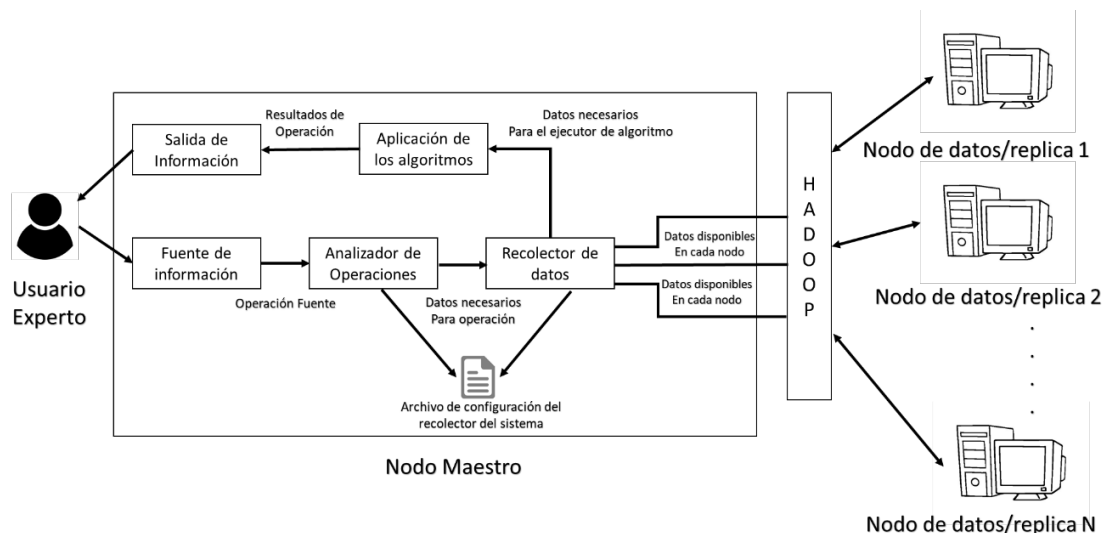 Resultados de
Operación
Datos necesarios
Para el ejecutor de algoritmo
Salida de
Información
Aplicación de
los algoritmos
Fuente de
información
Analizador de
Operaciones
Recolector de
datos
Operación Fuente
Datos necesarios
Para operación
Datos disponibles
En cada nodo
Datos disponibles
En cada nodo
Archivo de configuración del
recolector del sistema
Usuario
Experto
Nodo Maestro
H
A
D
O
O
P
Nodo de datos/replica 1
Nodo de datos/replica 2
Nodo de datos/replica N